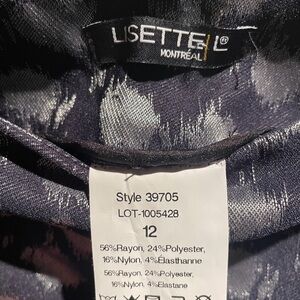 LISETTE L®
MONTRÉAL
Style 39705
LOT-1005428
12
56%Rayon, 24%Polyester,
16%Nylon, 4%Élasthanne
56%Rayon, 24%Polyester,
16%Nylon, 4%Elastane